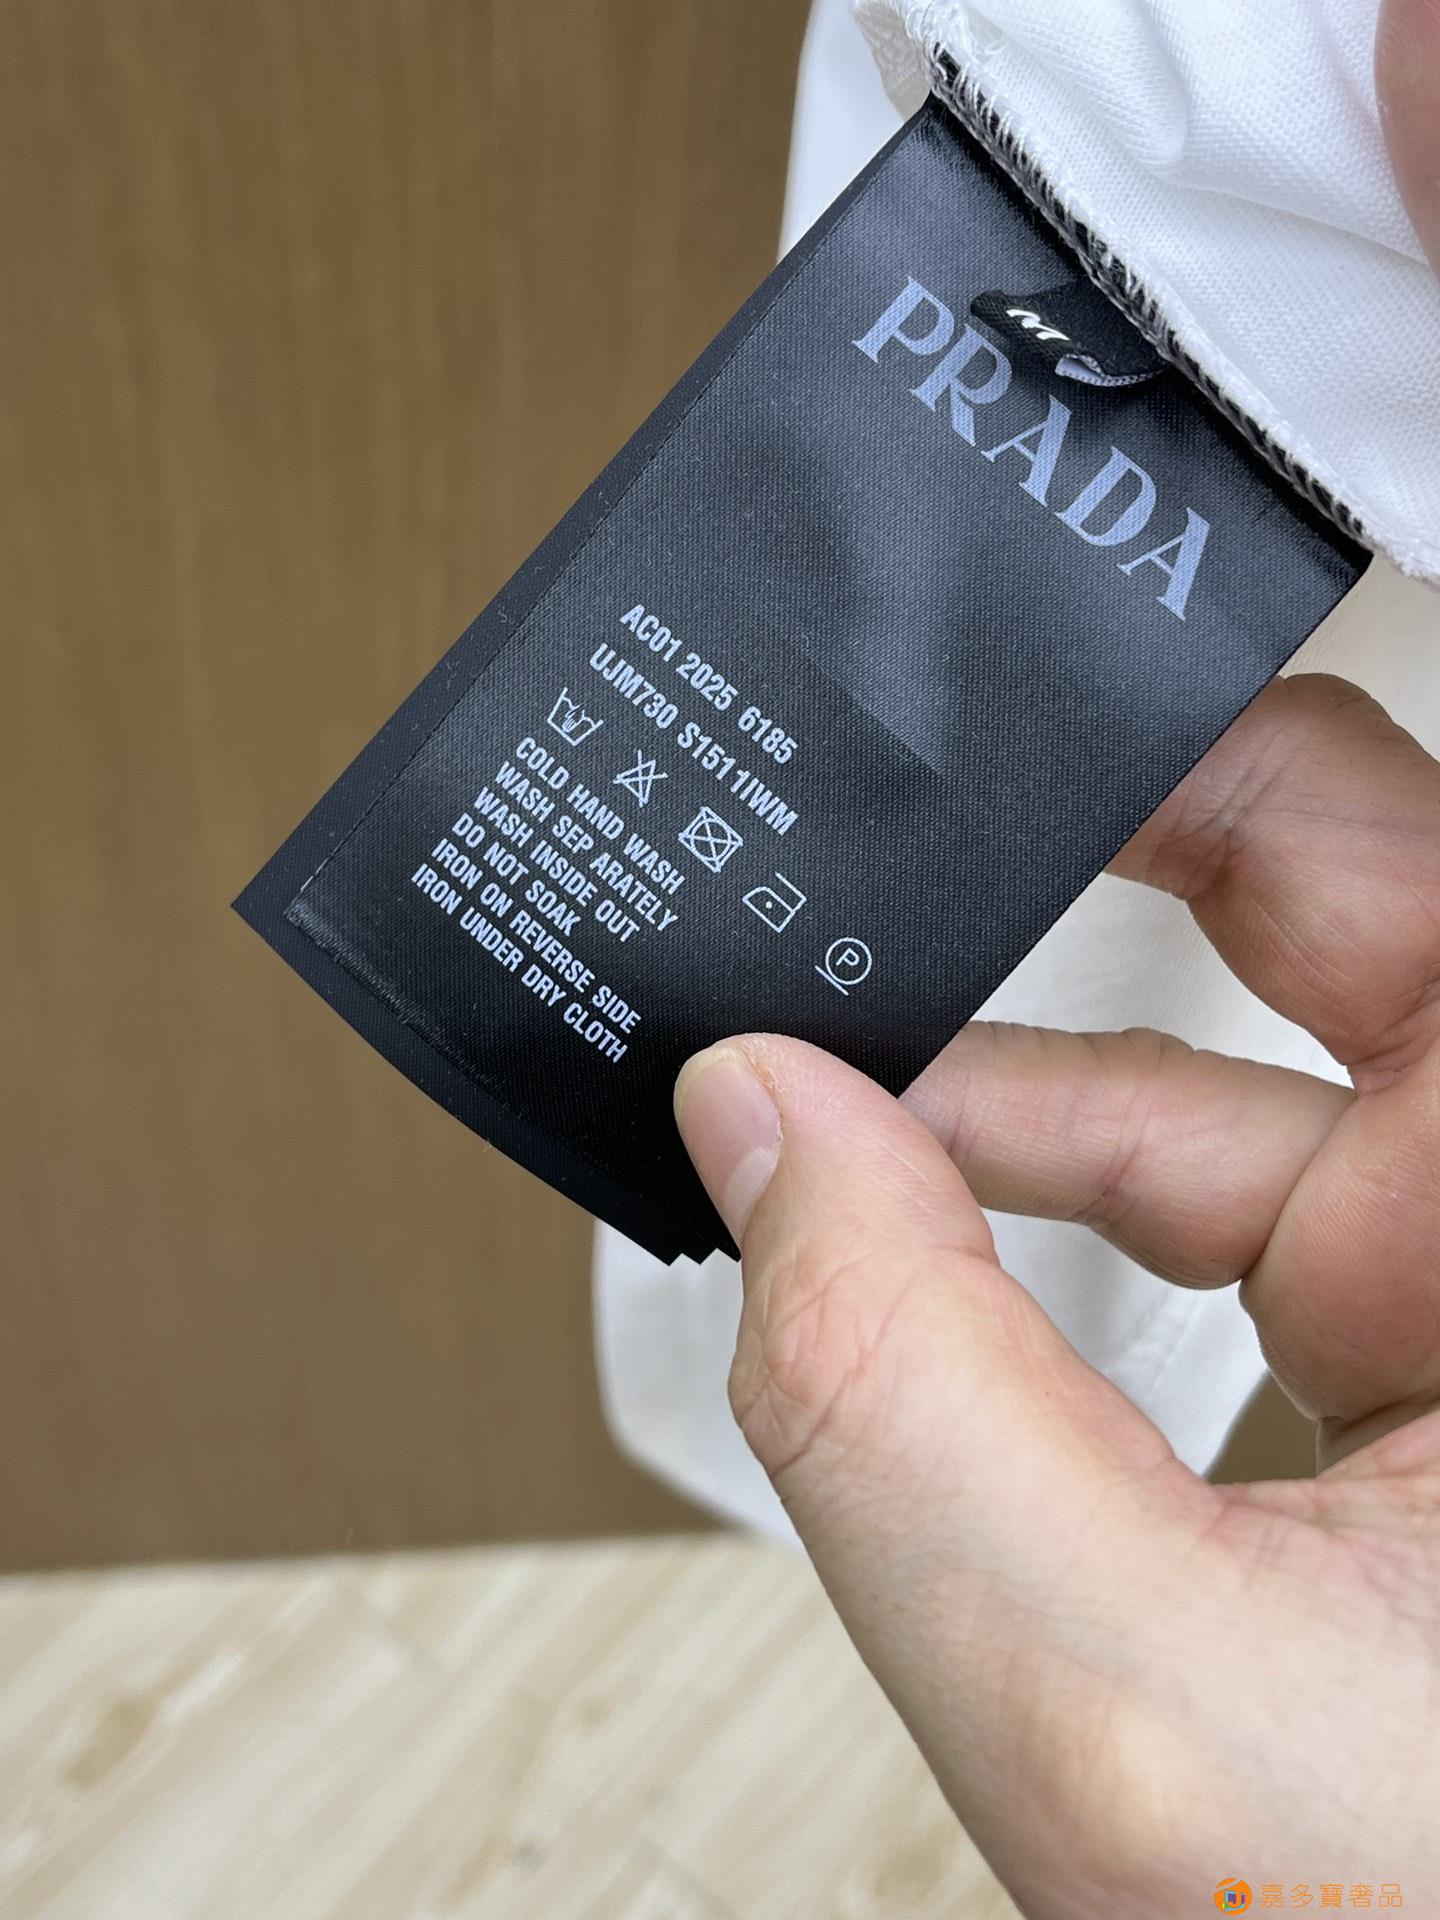 M
PRADA
AC01 2025 6185
UJM730 S1511IWM
P
COLD HAND WASH
WASH SEP ARATELY
WASH INSIDE OUT
DO NOT SOAK
IRON ON REVERSE SIDE
IRON UNDER DRY CLOTH
嘉多寶奢品